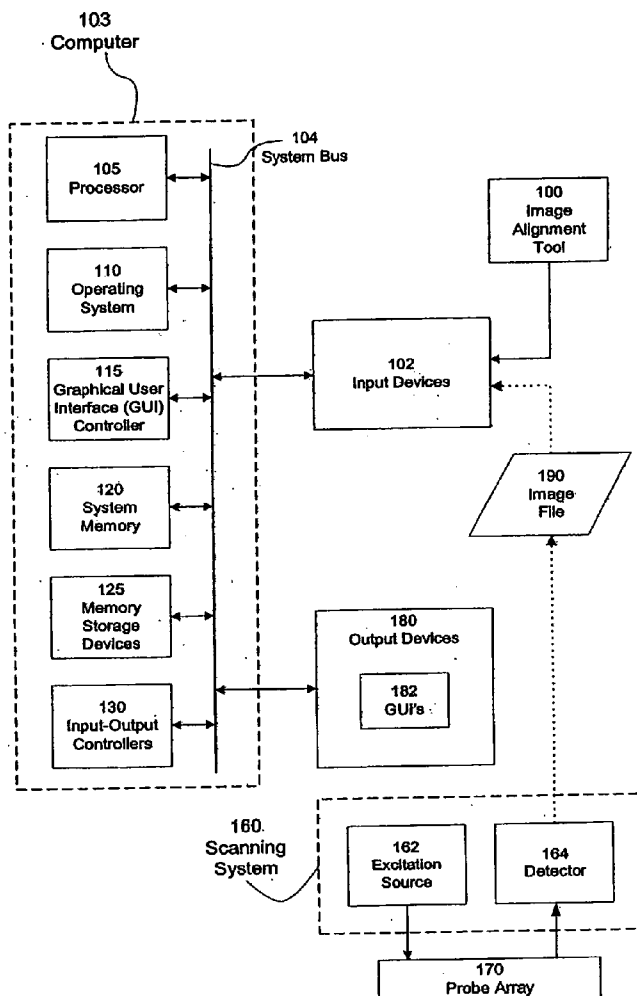 103
Computer
104
System Bus
105
Processor
100
Image
Alignment
Tool
110
Operating
System
102
Input Devices
115
Graphical User
Interface (GUI)
Controller
190
Image
File
120
System
Memory
125
Memory
Storage
Devices
180
Output Devices
182
GUI's
130
Input-Output
Controllers
160
Scanning
System
162
Excitation
Source
164
Detector
170
Probe Array